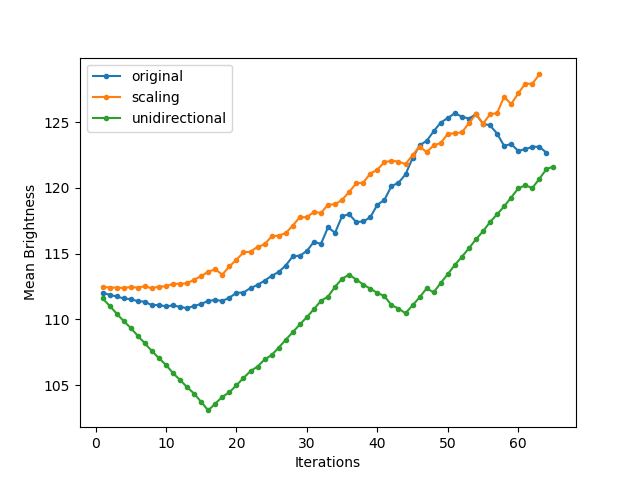 original
scaling
unidirectional
125
120
115
110
105
Mean Brightness
0 10 20 30 40 50 60
Iterations